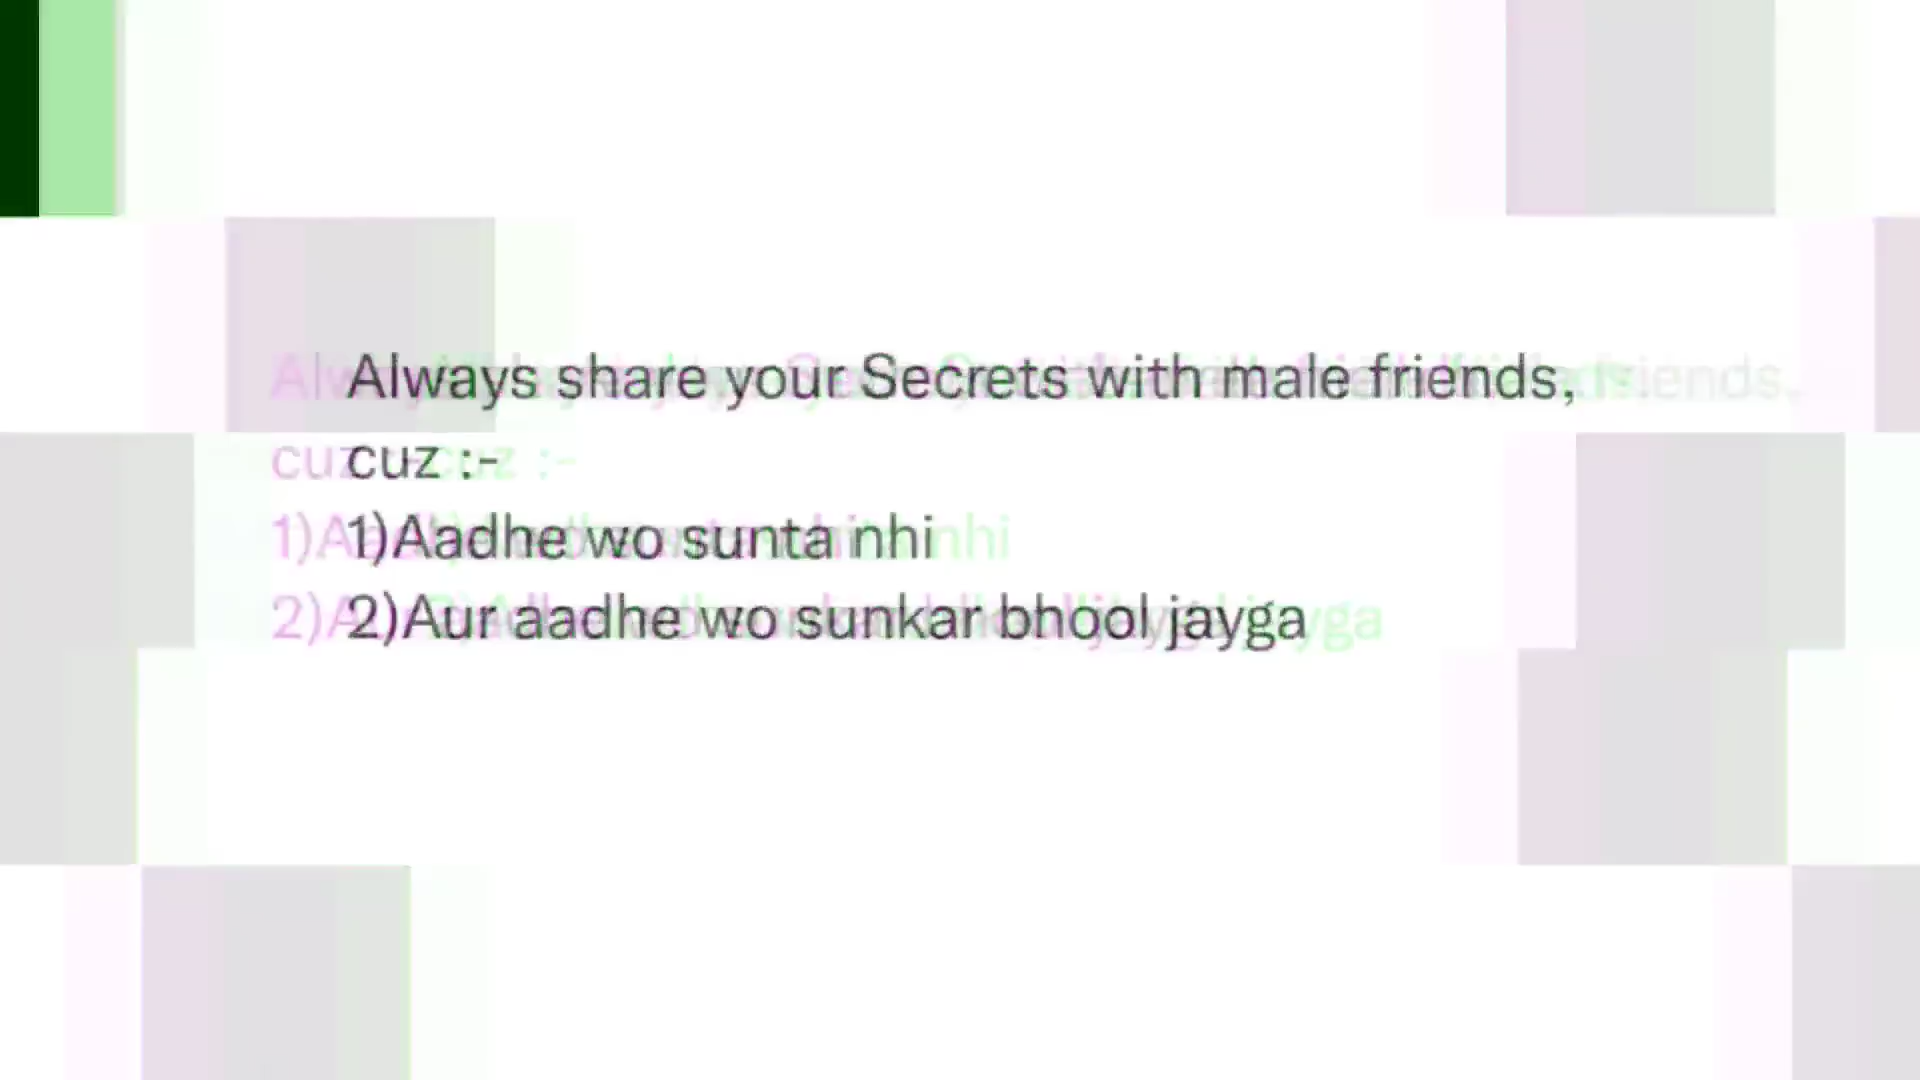 Always share your Secrets with male friends,
cuz :-
1)Aadhe wo sunta nhi
2)Aur aadhe wo sunkar bhool jayga